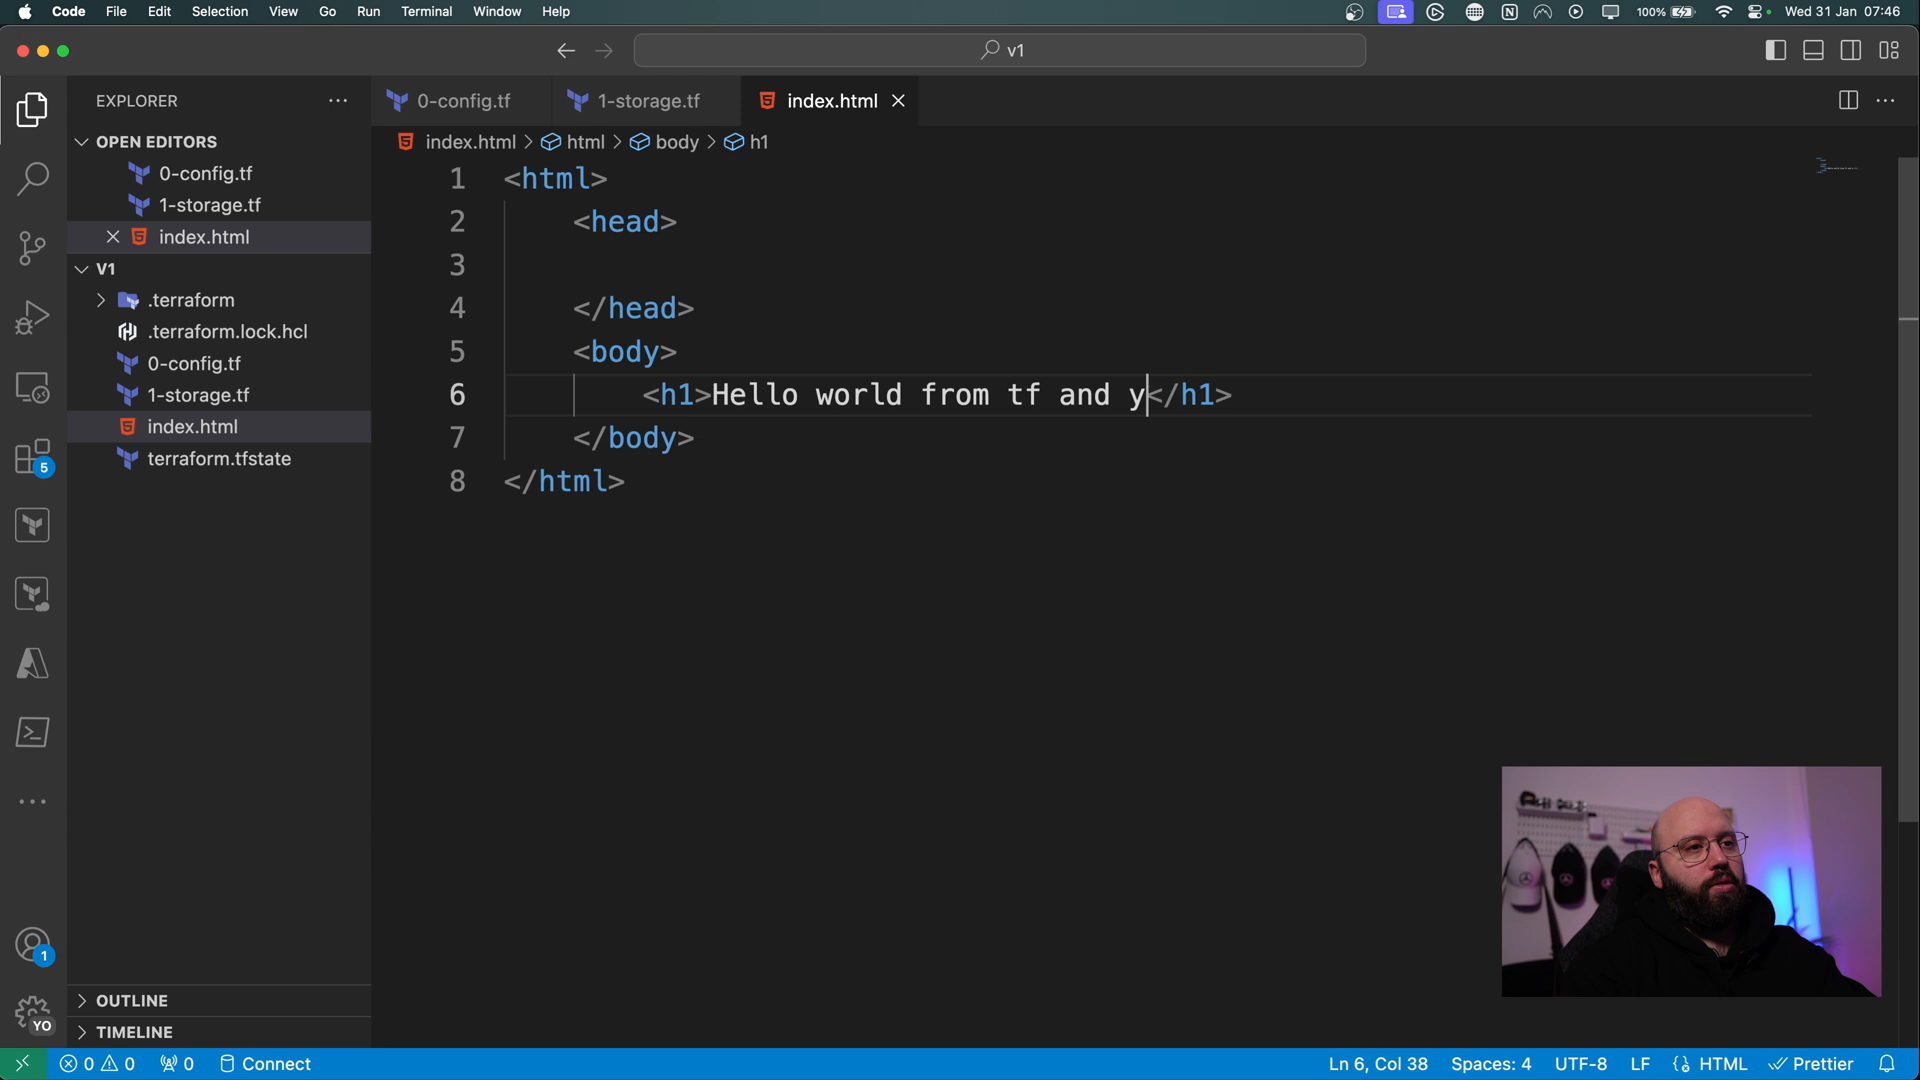 Code File Edit Selection View Go Run Terminal Window Help 100% Wed 31 Jan 07:46
v1
EXPLORER
OPEN EDITORS
0-config.tf
1-storage.tf
index.html
V1
.terraform
.terraform.lock.hcl
0-config.tf
1-storage.tf
index.html
terraform.tfstate
OUTLINE
TIMELINE
5
1
YO
0-config.tf 1-storage.tf index.html
index.html > html > body > h1
1 <html>
2 <head>
3
4 </head>
5 <body>
6 <h1>Hello world from tf and y</h1>
7 </body>
8 </html>
0 0 0 Connect Ln 6, Col 38 Spaces: 4 UTF-8 LF HTML Prettier